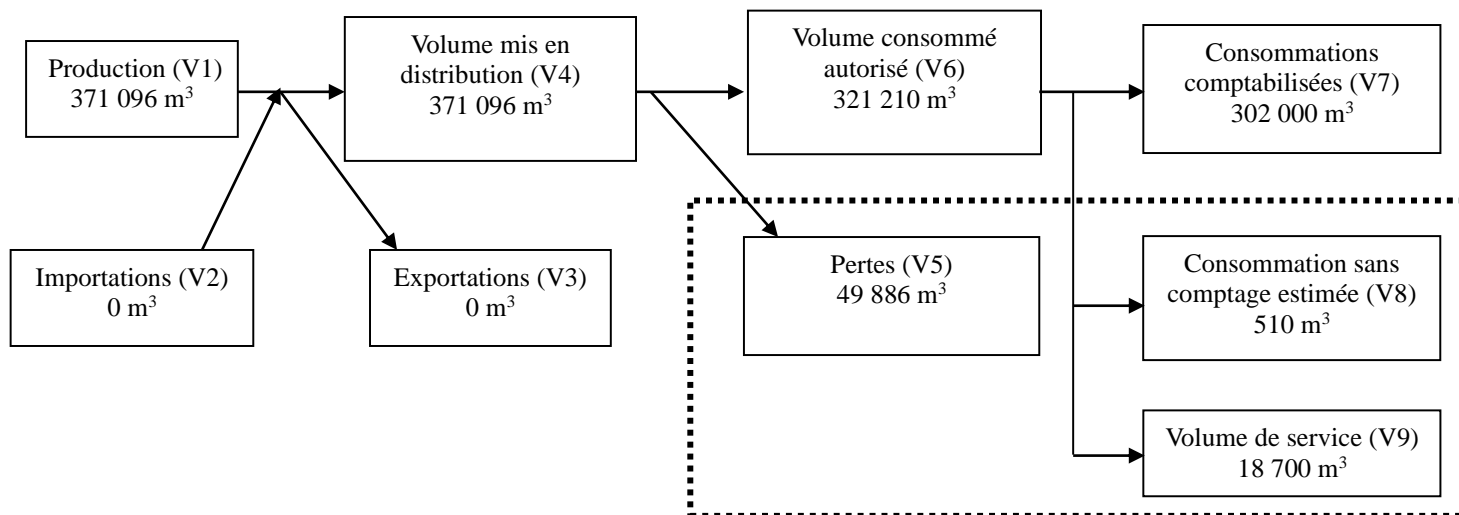 Production (V1)
371 096 m³
Volume mis en
distribution (V4)
371 096 m³
Volume consommé
autorisé (V6)
321 210 m³
Consommations
comptabilisées (V7)
302 000 m³
Importations (V2)
0 m³
Exportations (V3)
0 m³
Pertes (V5)
49 886 m³
Consommation sans
comptage estimée (V8)
510 m³
Volume de service (V9)
18 700 m³